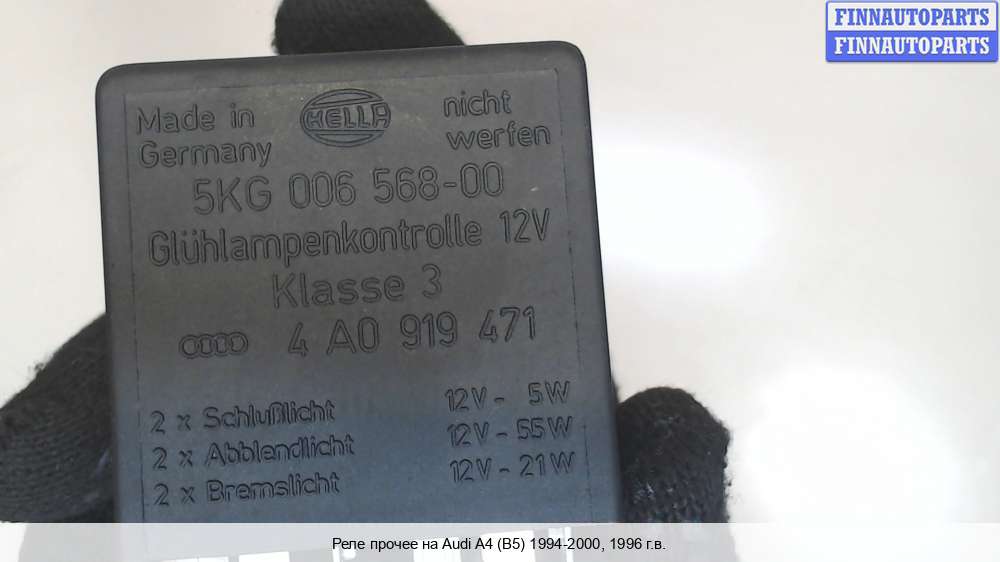 FINNAUTOPARTS
FINNAUTOPARTS
Made in Germany
HELLA
nicht werfen
5KG 006 568-00
Glühlampenkontrolle 12V
Klasse 3
4A0 919 471
2 x Schlußlicht 12V - 5W
2 x Abblendlicht 12V - 55W
2 x Bremslicht 12V - 21W
Реле прочее на Audi A4 (B5) 1994-2000, 1996 г.в.